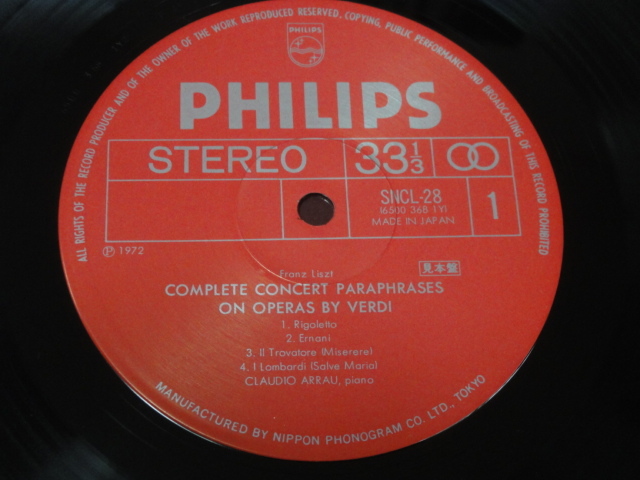 ALL RIGHTS OF THE RECORD PRODUCER AND OF THE OWNER OF THE WORK REPRODUCED RESERVED. COPYING, PUBLIC PERFORMANCE AND BROADCASTING OF THIS RECORD PROHIBITED
PHILIPS
PHILIPS
STEREO 33 1/3
SNCL-28
(6500 368 1Y)
MADE IN JAPAN
1
Ⓟ 1972
Franz Liszt 見本盤
COMPLETE CONCERT PARAPHRASES
ON OPERAS BY VERDI
1. Rigoletto
2. Ernani
3. Il Trovatore (Miserere)
4. I Lombardi (Salve Maria)
CLAUDIO ARRAU, piano
MANUFACTURED BY NIPPON PHONOGRAM CO. LTD., TOKYO